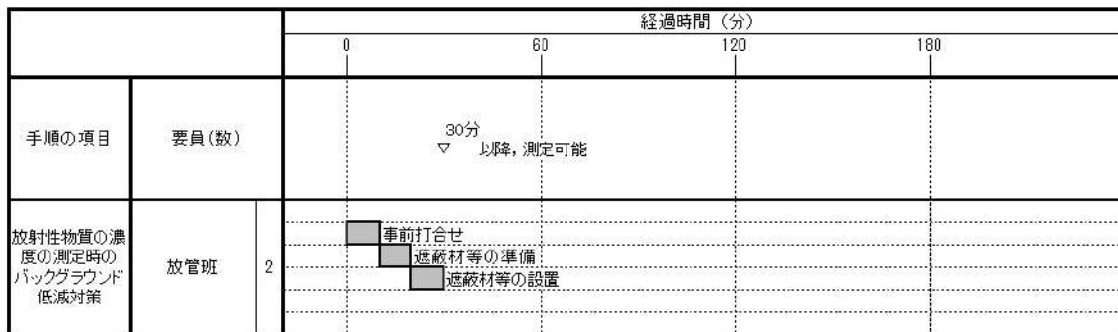 経過時間（分）
0 60 120 180
手順の項目
要員(数)
30分
▽ 以降，測定可能
放射性物質の濃
度の測定時の
バックグラウンド
低減対策
放管班
2
事前打合せ
遮蔽材等の準備
遮蔽材等の設置